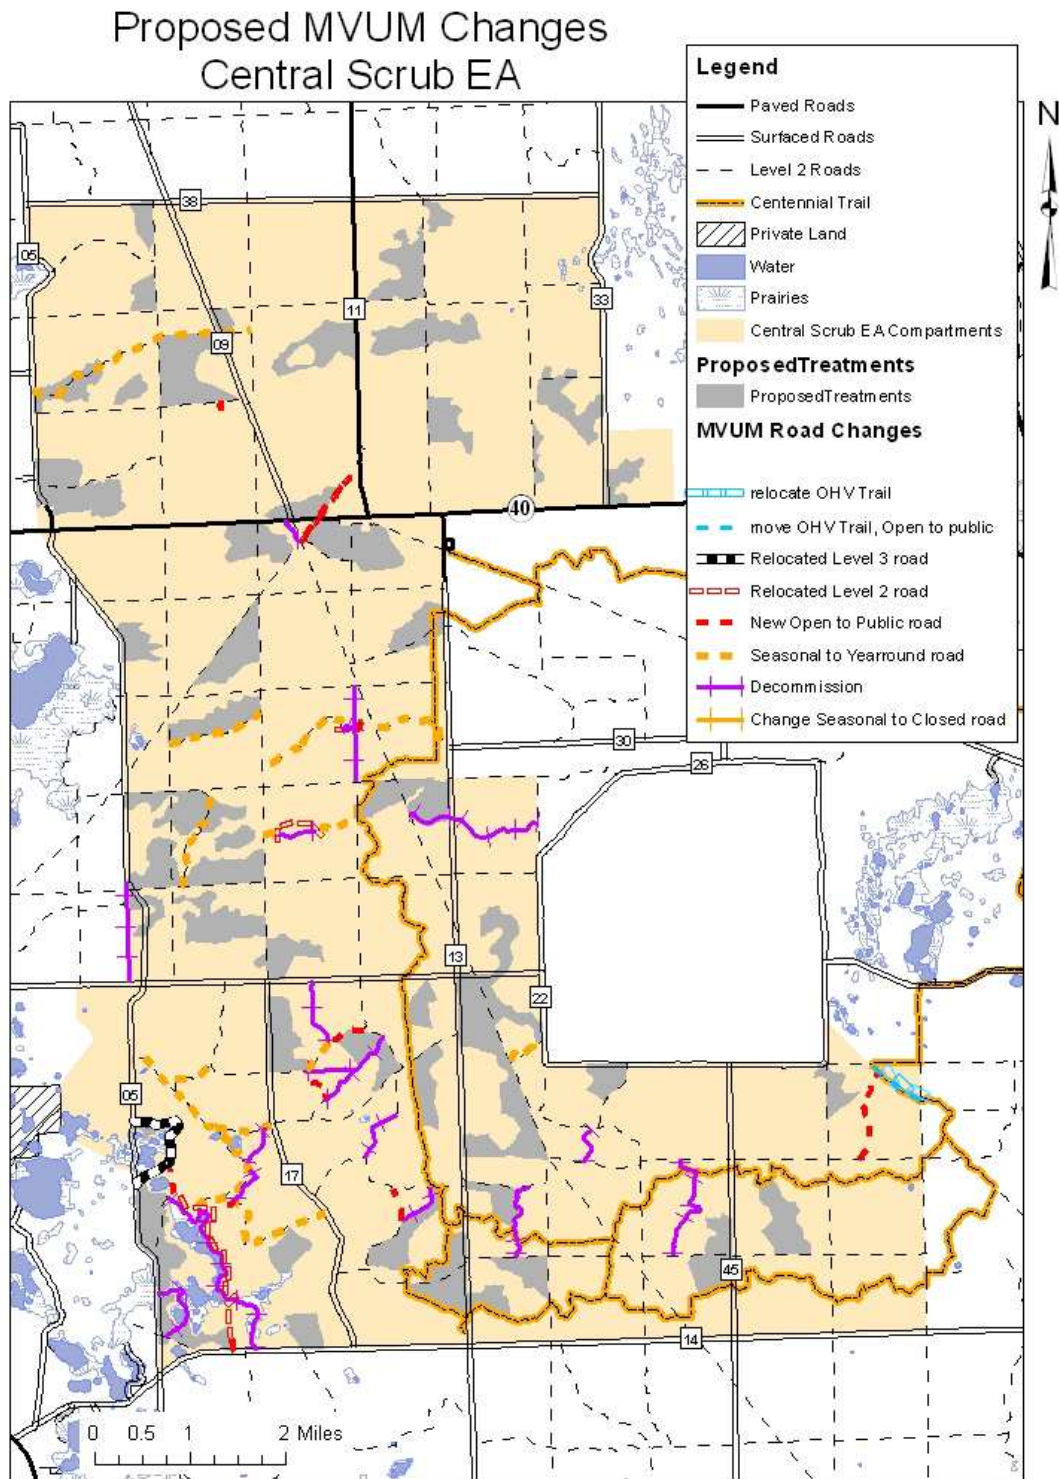 Proposed MVUM Changes
Central Scrub EA
Legend
Paved Roads
Surfaced Roads
Level 2 Roads
Centennial Trail
Private Land
Water
Prairies
Central Scrub EA Compartments
ProposedTreatments
ProposedTreatments
MVUM Road Changes
relocate OHV Trail
move OHV Trail, Open to public
Relocated Level 3 road
Relocated Level 2 road
New Open to Public road
Seasonal to Yearround road
Decommission
Change Seasonal to Closed road
N
38
05
11
33
09
40
30
26
13
22
05
17
45
14
0 0.5 1 2 Miles